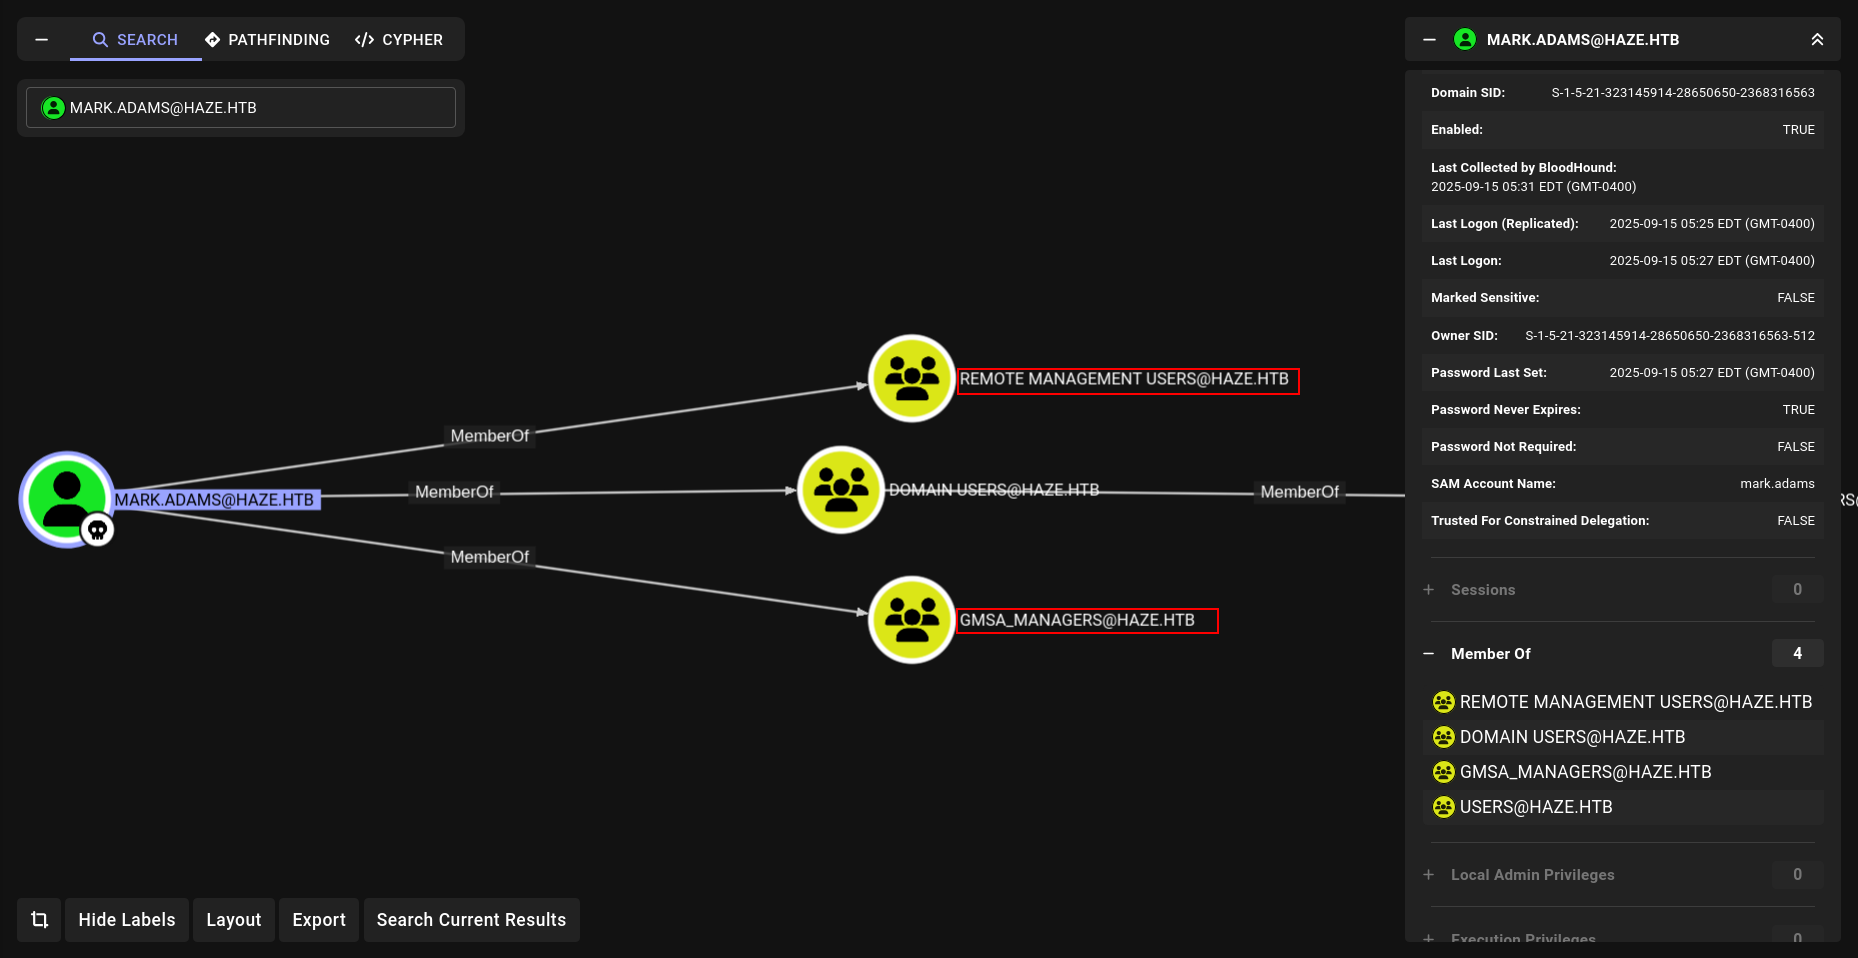 SEARCH
PATHFINDING
CYPHER
MARK.ADAMS@HAZE.HTB
MemberOf
REMOTE MANAGEMENT USERS@HAZE.HTB
MARK.ADAMS@HAZE.HTB
MemberOf
DOMAIN USERS@HAZE.HTB
MemberOf
MemberOf
GMSA_MANAGERS@HAZE.HTB
Hide Labels
Layout
Export
Search Current Results
MARK.ADAMS@HAZE.HTB
Domain SID: S-1-5-21-323145914-28650650-2368316563
Enabled: TRUE
Last Collected by BloodHound:
2025-09-15 05:31 EDT (GMT-0400)
Last Logon (Replicated): 2025-09-15 05:25 EDT (GMT-0400)
Last Logon: 2025-09-15 05:27 EDT (GMT-0400)
Marked Sensitive: FALSE
Owner SID: S-1-5-21-323145914-28650650-2368316563-512
Password Last Set: 2025-09-15 05:27 EDT (GMT-0400)
Password Never Expires: TRUE
Password Not Required: FALSE
SAM Account Name: mark.adams
Trusted For Constrained Delegation: FALSE
Sessions 0
Member Of 4
REMOTE MANAGEMENT USERS@HAZE.HTB
DOMAIN USERS@HAZE.HTB
GMSA_MANAGERS@HAZE.HTB
USERS@HAZE.HTB
Local Admin Privileges 0
Execution Privileges 0